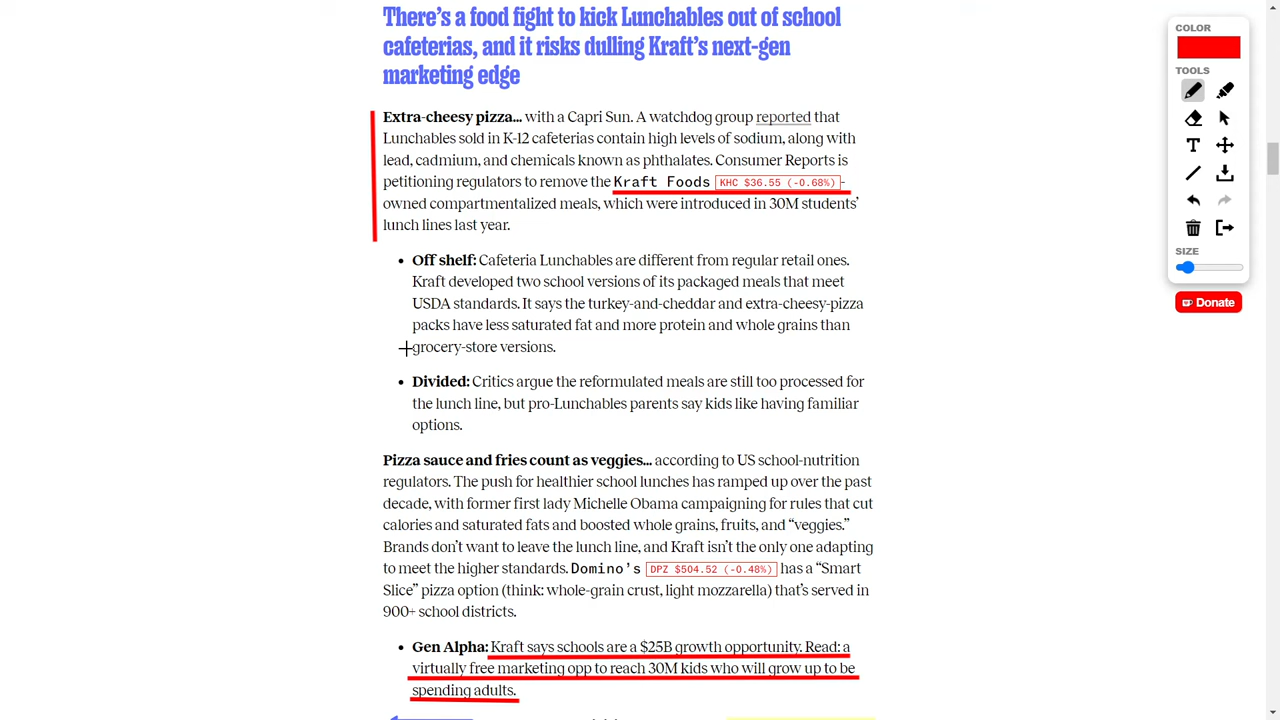 There's a food fight to kick Lunchables out of school
cafeterias, and it risks dulling Kraft's next-gen
marketing edge
Extra-cheesy pizza… with a Capri Sun. A watchdog group reported that
Lunchables sold in K-12 cafeterias contain high levels of sodium, along with
lead, cadmium, and chemicals known as phthalates. Consumer Reports is
petitioning regulators to remove the Kraft Foods KHC $36.55 (-0.68%)-
owned compartmentalized meals, which were introduced in 30M students'
lunch lines last year.
• Off shelf: Cafeteria Lunchables are different from regular retail ones.
Kraft developed two school versions of its packaged meals that meet
USDA standards. It says the turkey-and-cheddar and extra-cheesy-pizza
packs have less saturated fat and more protein and whole grains than
grocery-store versions.
• Divided: Critics argue the reformulated meals are still too processed for
the lunch line, but pro-Lunchables parents say kids like having familiar
options.
Pizza sauce and fries count as veggies… according to US school-nutrition
regulators. The push for healthier school lunches has ramped up over the past
decade, with former first lady Michelle Obama campaigning for rules that cut
calories and saturated fats and boosted whole grains, fruits, and “veggies.”
Brands don't want to leave the lunch line, and Kraft isn't the only one adapting
to meet the higher standards. Domino's DPZ $504.52 (-0.48%) has a “Smart
Slice” pizza option (think: whole-grain crust, light mozzarella) that's served in
900+ school districts.
• Gen Alpha: Kraft says schools are a $25B growth opportunity. Read: a
virtually free marketing opp to reach 30M kids who will grow up to be
spending adults.
COLOR
TOOLS
T
SIZE
Donate